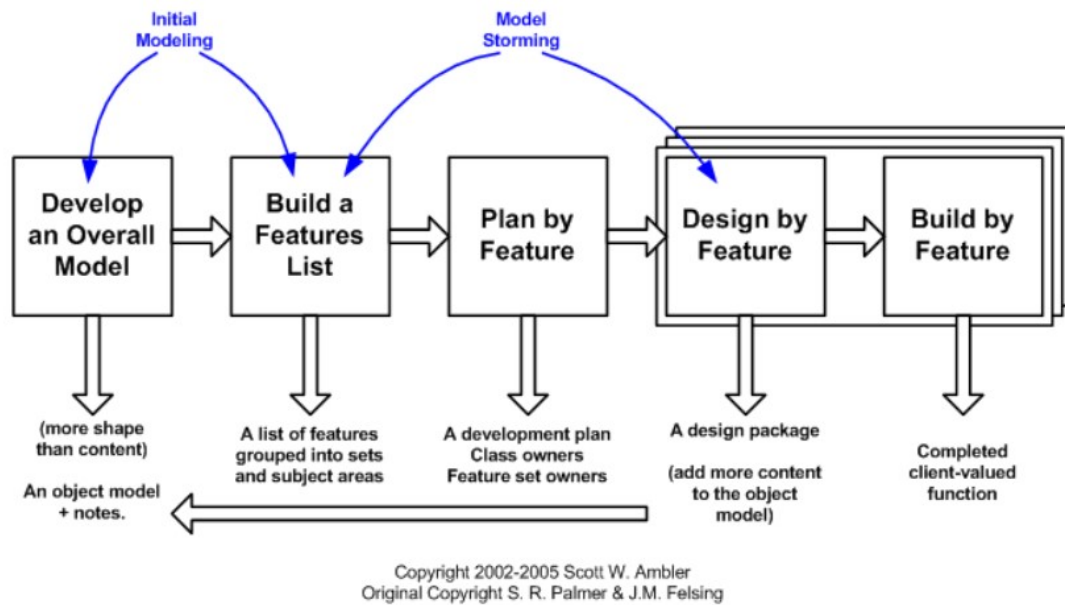 Initial
Modeling
Model
Storming
Develop
an Overall
Model
Build a
Features
List
Plan by
Feature
Design by
Feature
Build by
Feature
(more shape
than content)
An object model
+ notes.
A list of features
grouped into sets
and subject areas
A development plan
Class owners
Feature set owners
A design package
(add more content
to the object
model)
Completed
client-valued
function
Copyright 2002-2005 Scott W. Ambler
Original Copyright S. R. Palmer & J.M. Felsing